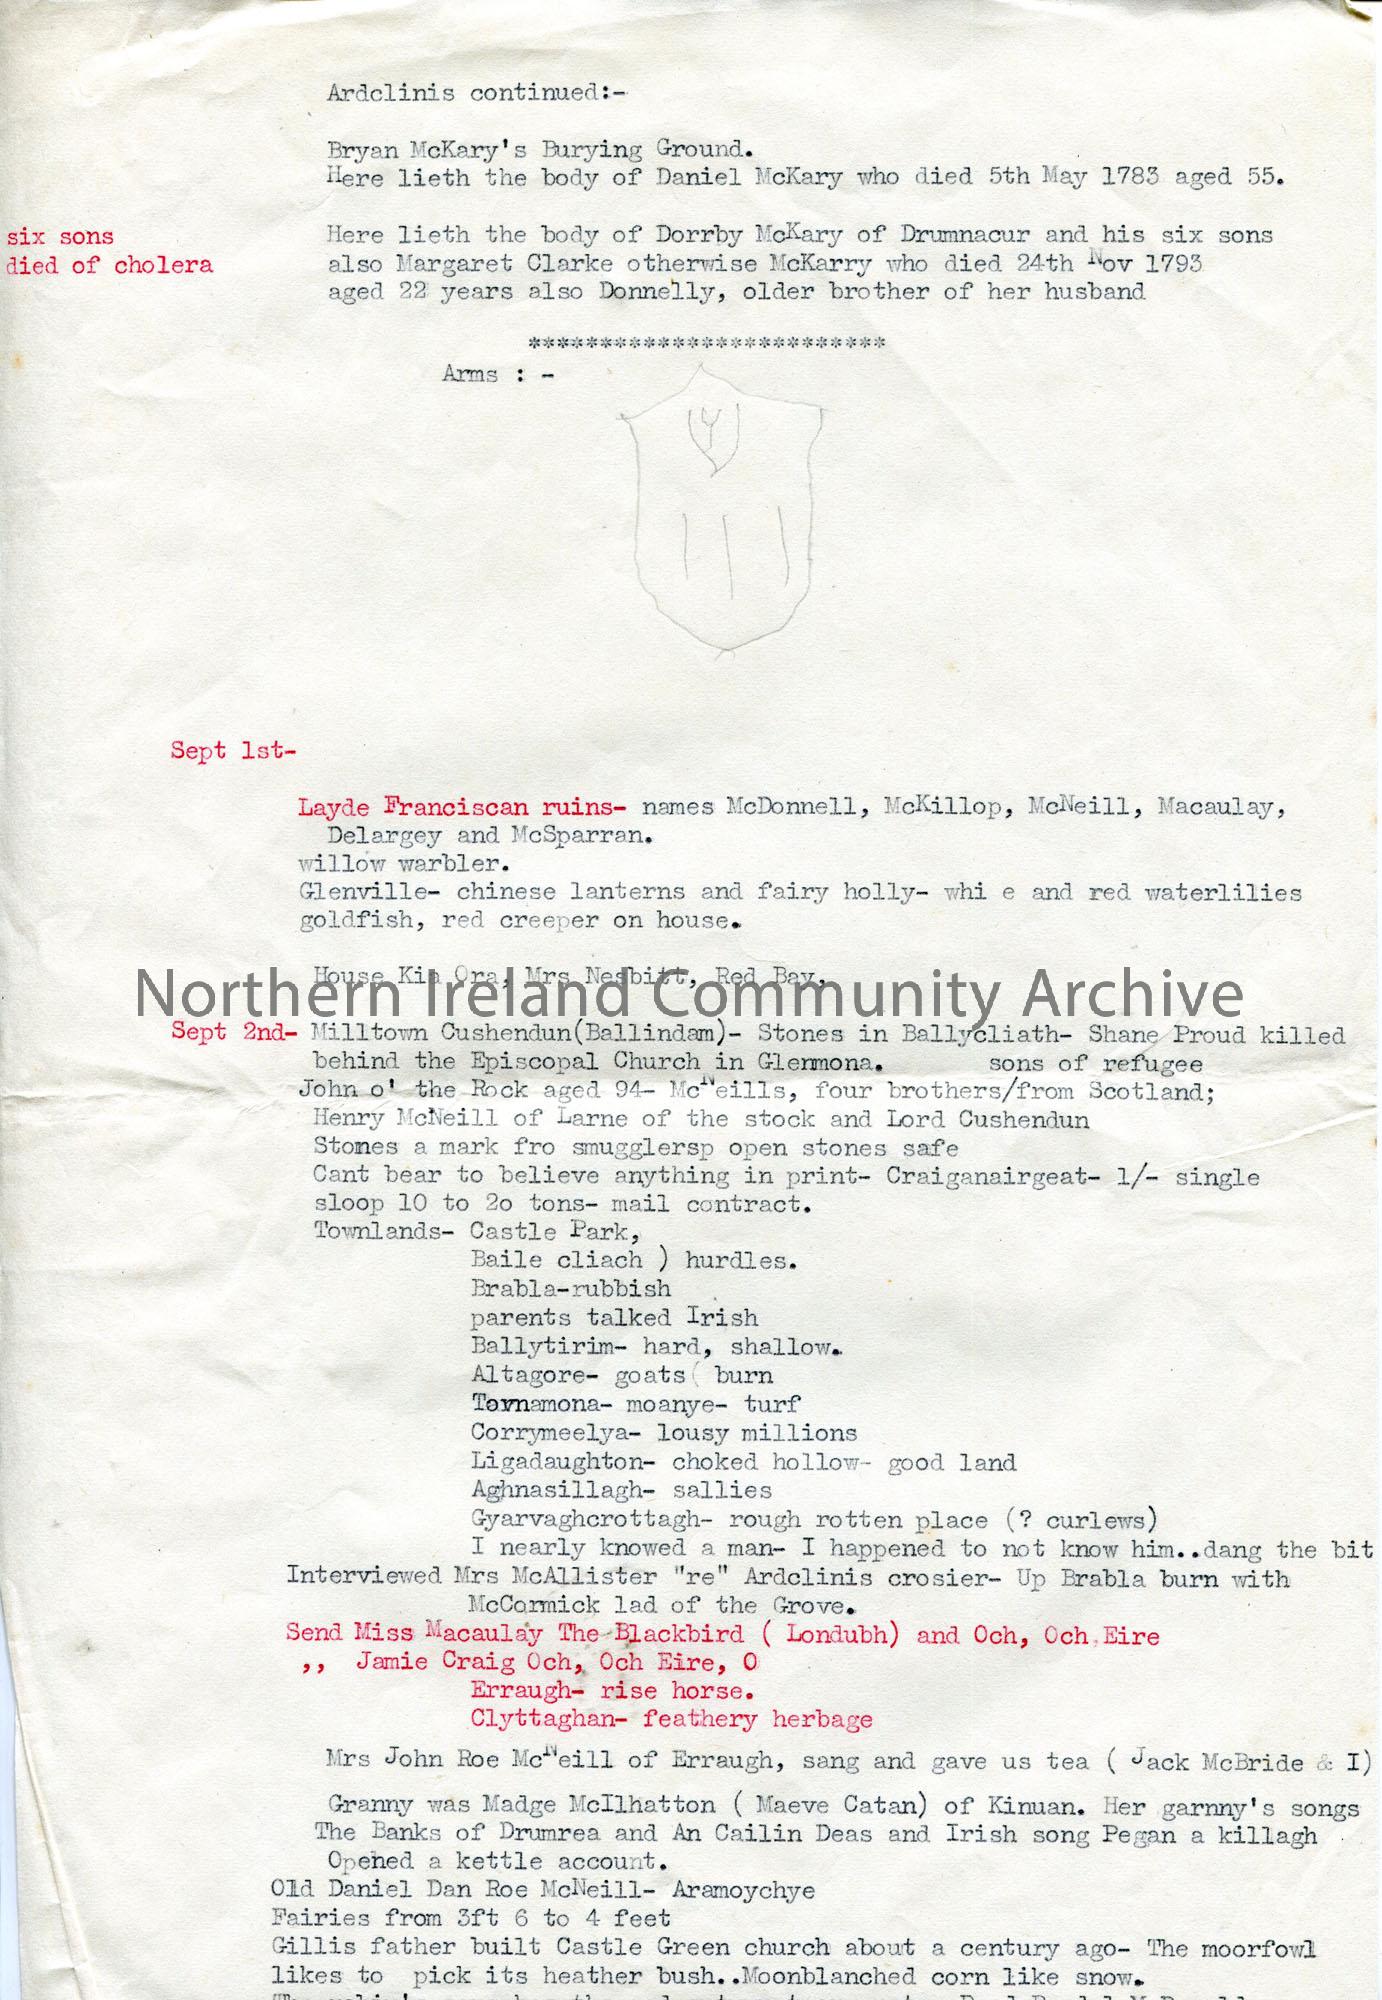 Ardclinis continued:-
Bryan McKary's Burying Ground.
Here lieth the body of Daniel McKary who died 5th May 1783 aged 55.
six sons
died of cholera
Here lieth the body of Dorrby McKary of Drumnacur and his six sons
also Margaret Clarke otherwise McKarry who died 24th Nov 1793
aged 22 years also Donnelly, older brother of her husband
*************************
Arms : -
Sept 1st-
Layde Franciscan ruins- names McDonnell, McKillop, McNeill, Macaulay,
Delargey and McSparran.
willow warbler.
Glenville- chinese lanterns and fairy holly- whi e and red waterlilies
goldfish, red creeper on house.
House Kia Ora, Mrs Nesbitt, Red Bay,
Northern Ireland Community Archive
Sept 2nd- Milltown Cushendun(Ballindam)- Stones in Ballycliath- Shane Proud killed
behind the Episcopal Church in Glenmona. sons of refugee
John o' the Rock aged 94- McNeills, four brothers/from Scotland;
Henry McNeill of Larne of the stock and Lord Cushendun
Stones a mark fro smugglersp open stones safe
Cant bear to believe anything in print- Craiganairgeat- 1/- single
sloop 10 to 2o tons- mail contract.
Townlands- Castle Park,
Baile cliach ) hurdles.
Brabla-rubbish
parents talked Irish
Ballytirim- hard, shallow.
Altagore- goats( burn
Tornamona- moanye- turf
Corrymeelya- lousy millions
Ligadaughton- choked hollow- good land
Aghnasillagh- sallies
Gyarvaghcrottagh- rough rotten place (? curlews)
I nearly knowed a man- I happened to not know him..dang the bit
Interviewed Mrs McAllister "re" Ardclinis crosier- Up Brabla burn with
McCormick lad of the Grove.
Send Miss Macaulay The Blackbird ( Londubh) and Och, Och,Eire
,, Jamie Craig Och, Och Eire, O
Erraugh- rise horse.
Clyttaghan- feathery herbage
Mrs John Roe McNeill of Erraugh, sang and gave us tea ( Jack McBride & I)
Granny was Madge McIlhatton ( Maeve Catan) of Kinuan. Her garnny's songs
The Banks of Drumrea and An Cailin Deas and Irish song Pegan a killagh
Opened a kettle account.
Old Daniel Dan Roe McNeill- Aramoychye
Fairies from 3ft 6 to 4 feet
Gillis father built Castle Green church about a century ago- The moorfowl
likes to pick its heather bush..Moonblanched corn like snow.